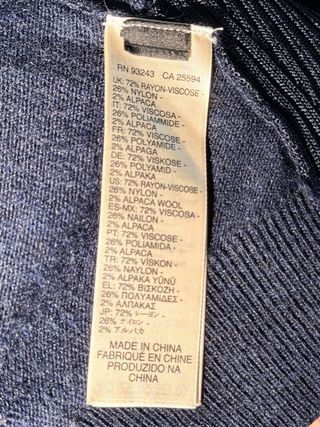 RN 93243 CA 25594
UK: 72% RAYON-VISCOSE -
26% NYLON -
2% ALPACA
IT: 72% VISCOSA -
26% POLIAMMIDE -
2% ALPACA
FR: 72% VISCOSE -
26% POLYAMIDE -
2% ALPAGA
DE: 72% VISKOSE -
26% POLYAMID -
2% ALPAKA
US: 72% RAYON-VISCOSE -
26% NYLON -
2% ALPACA WOOL
ES-MX: 72% VISCOSA -
26% NAILON -
2% ALPACA
PT: 72% VISCOSE -
26% POLIAMIDA -
2% ALPACA
TR: 72% VİSKON -
26% NAYLON -
2% ALPAKA YÜNÜ
EL: 72% ΒΙΣΚΟΖΗ -
26% ΠΟΛΥΑΜΙΔΕΣ -
2% ΑΛΠΑΚΑΣ
JP: 72% レーヨン -
26% ナイロン -
2% アルパカ
MADE IN CHINA
FABRIQUÉ EN CHINE
PRODUZIDO NA
CHINA